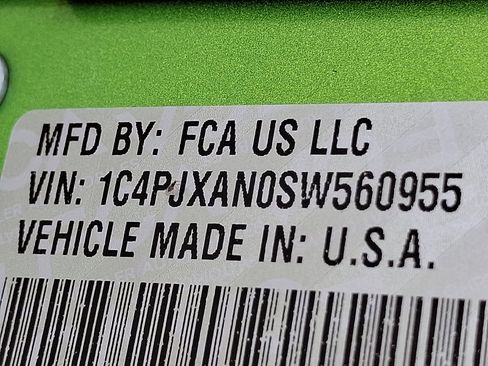 MFD BY: FCA US LLC
VIN: 1C4PJXAN0SW560955
VEHICLE MADE IN: U.S.A.